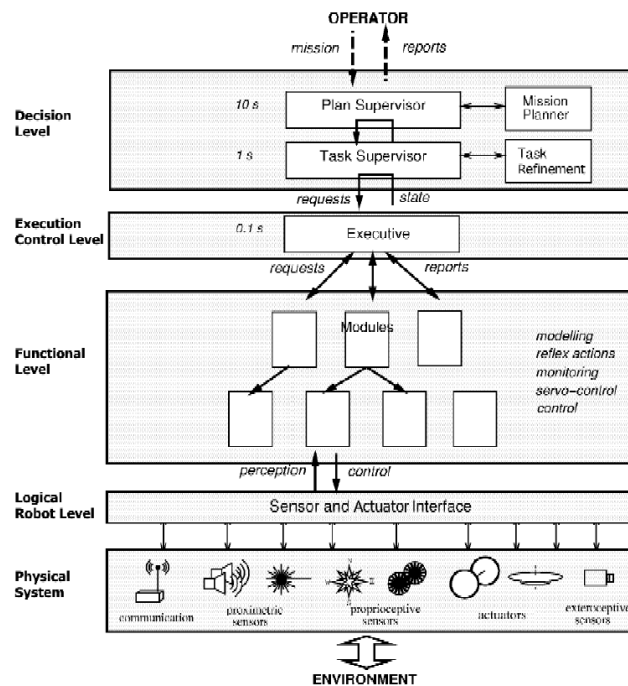 OPERATOR
mission
reports
Decision
Level
10 s
Plan Supervisor
Mission
Planner
1 s
Task Supervisor
Task
Refinement
requests
state
Execution
Control Level
0.1 s
Executive
requests
reports
Functional
Level
Modules
modelling
reflex actions
monitoring
servo-control
control
perception
control
Logical
Robot Level
Sensor and Actuator Interface
Physical
System
communication
proximetric
sensors
N
W
E
S
proprioceptive
sensors
actuators
exteroceptive
sensors
ENVIRONMENT